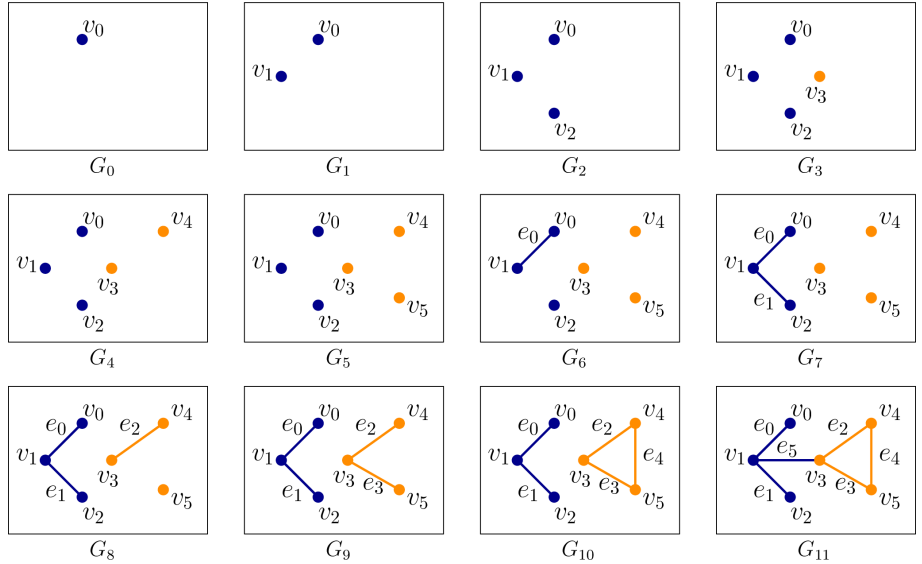 v₀
G₀
v₀
v₁
G₁
v₀
v₁
v₂
G₂
v₀
v₁
v₃
v₂
G₃
v₀ v₄
v₁
v₃
v₂
G₄
v₀ v₄
v₁
v₃
v₂ v₅
G₅
v₀ v₄
e₀
v₁
v₃
v₂ v₅
G₆
v₀ v₄
e₀
v₁
v₃
e₁
v₂ v₅
G₇
v₀ v₄
e₀ e₂
v₁
v₃
e₁
v₂ v₅
G₈
v₀ v₄
e₀ e₂
v₁
v₃
e₁ e₃
v₂ v₅
G₉
v₀ v₄
e₀ e₂
v₁ e₄
v₃
e₁ e₃
v₂ v₅
G₁₀
v₀ v₄
e₀ e₂
e₅
v₁ e₄
v₃
e₁ e₃
v₂ v₅
G₁₁